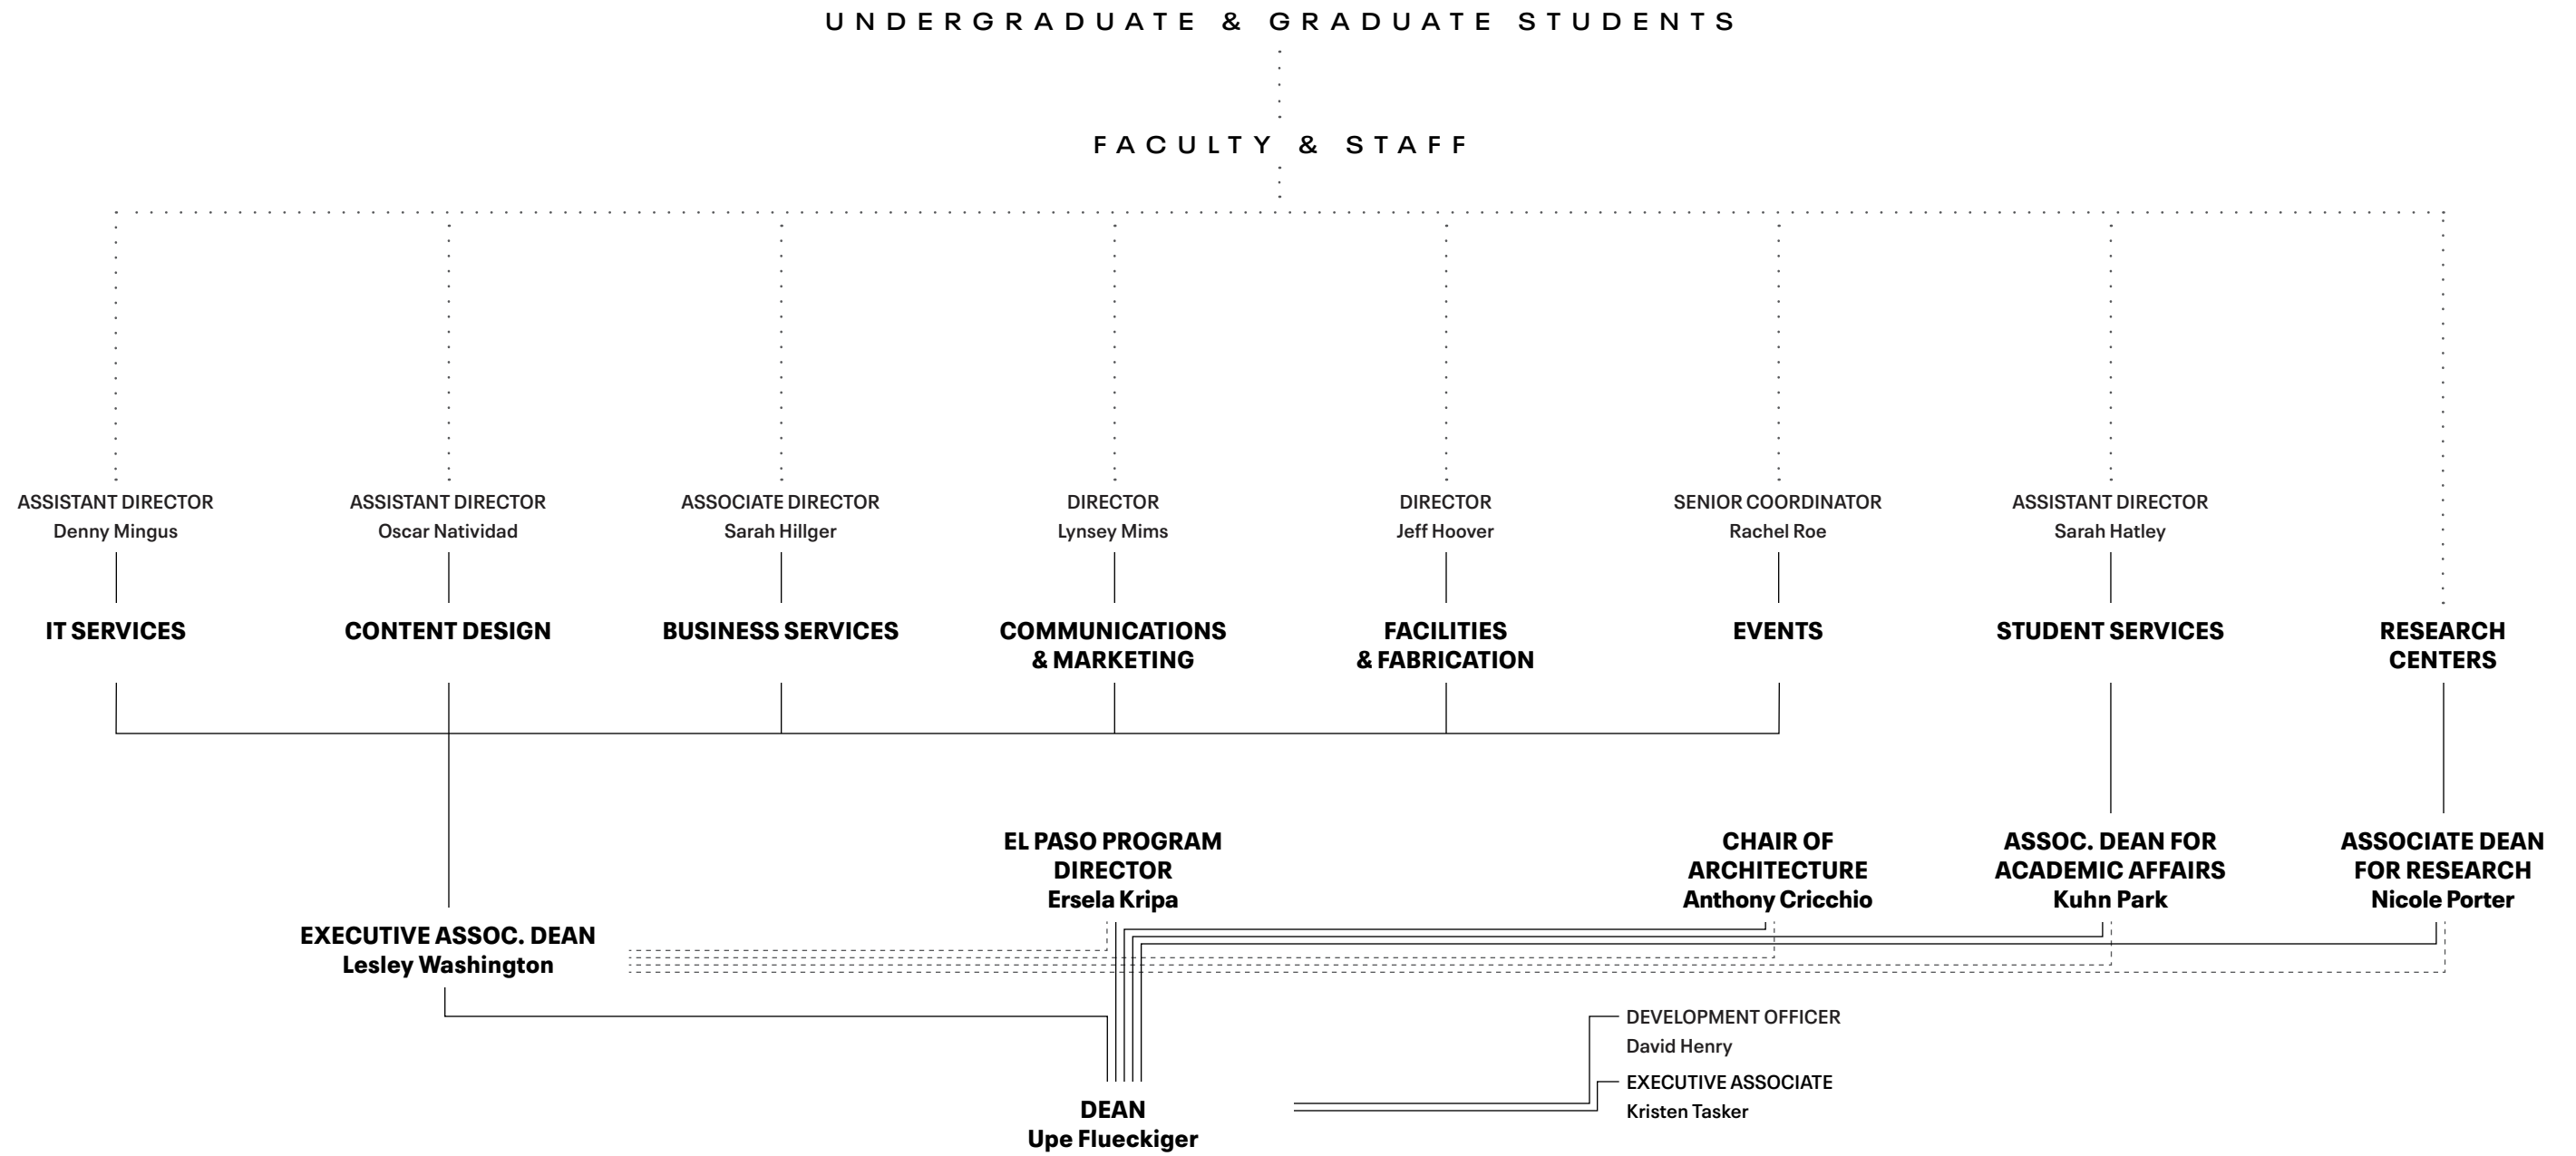 UNDERGRADUATE & GRADUATE STUDENTS
FACULTY & STAFF
ASSISTANT DIRECTOR
Denny Mingus
ASSISTANT DIRECTOR
Oscar Natividad
ASSOCIATE DIRECTOR
Sarah Hillger
DIRECTOR
Lynsey Mims
DIRECTOR
Jeff Hoover
SENIOR COORDINATOR
Rachel Roe
ASSISTANT DIRECTOR
Sarah Hatley
IT SERVICES
CONTENT DESIGN
BUSINESS SERVICES
COMMUNICATIONS
& MARKETING
FACILITIES
& FABRICATION
EVENTS
STUDENT SERVICES
RESEARCH
CENTERS
EL PASO PROGRAM
DIRECTOR
Ersela Kripa
CHAIR OF
ARCHITECTURE
Anthony Cricchio
ASSOC. DEAN FOR
ACADEMIC AFFAIRS
Kuhn Park
ASSOCIATE DEAN
FOR RESEARCH
Nicole Porter
EXECUTIVE ASSOC. DEAN
Lesley Washington
DEVELOPMENT OFFICER
David Henry
EXECUTIVE ASSOCIATE
Kristen Tasker
DEAN
Upe Flueckiger